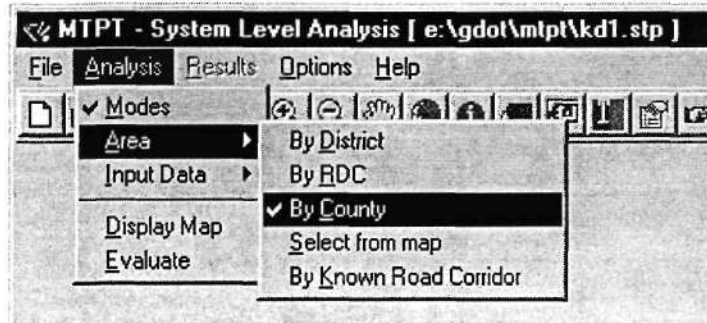 MTPT - System Level Analysis [ e:\gdot\mtpt\kd1.stp ]
File Analysis Results Options Help
Modes
Area
Input Data
Display Map
Evaluate
By District
By RDC
By County
Select from map
By Known Road Corridor